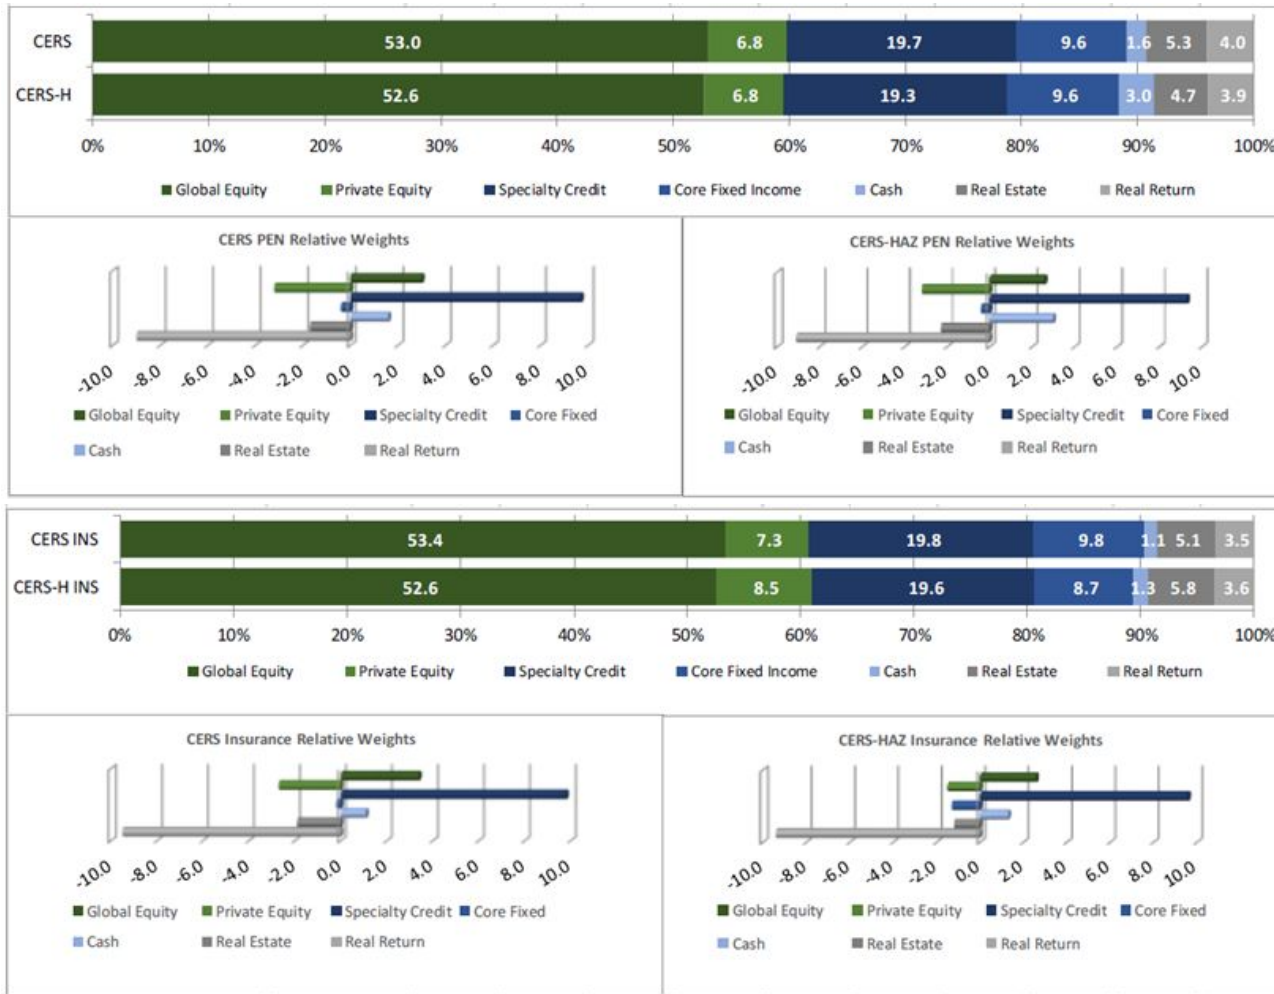 CERS 53.0 6.8 19.7 9.6 1.6 5.3 4.0
CERS-H 52.6 6.8 19.3 9.6 3.0 4.7 3.9
0% 10% 20% 30% 40% 50% 60% 70% 80% 90% 100%
Global Equity Private Equity Specialty Credit Core Fixed Income Cash Real Estate Real Return
CERS PEN Relative Weights
-10.0 -8.0 -6.0 -4.0 -2.0 0.0 2.0 4.0 6.0 8.0 10.0
Global Equity Private Equity Specialty Credit Core Fixed
Cash Real Estate Real Return
CERS-HAZ PEN Relative Weights
-10.0 -8.0 -6.0 -4.0 -2.0 0.0 2.0 4.0 6.0 8.0 10.0
Global Equity Private Equity Specialty Credit Core Fixed
Cash Real Estate Real Return
CERS INS 53.4 7.3 19.8 9.8 1.1 5.1 3.5
CERS-H INS 52.6 8.5 19.6 8.7 1.3 5.8 3.6
0% 10% 20% 30% 40% 50% 60% 70% 80% 90% 100%
Global Equity Private Equity Specialty Credit Core Fixed Income Cash Real Estate Real Return
CERS Insurance Relative Weights
-10.0 -8.0 -6.0 -4.0 -2.0 0.0 2.0 4.0 6.0 8.0 10.0
Global Equity Private Equity Specialty Credit Core Fixed
Cash Real Estate Real Return
CERS-HAZ Insurance Relative Weights
-10.0 -8.0 -6.0 -4.0 -2.0 0.0 2.0 4.0 6.0 8.0 10.0
Global Equity Private Equity Specialty Credit Core Fixed
Cash Real Estate Real Return